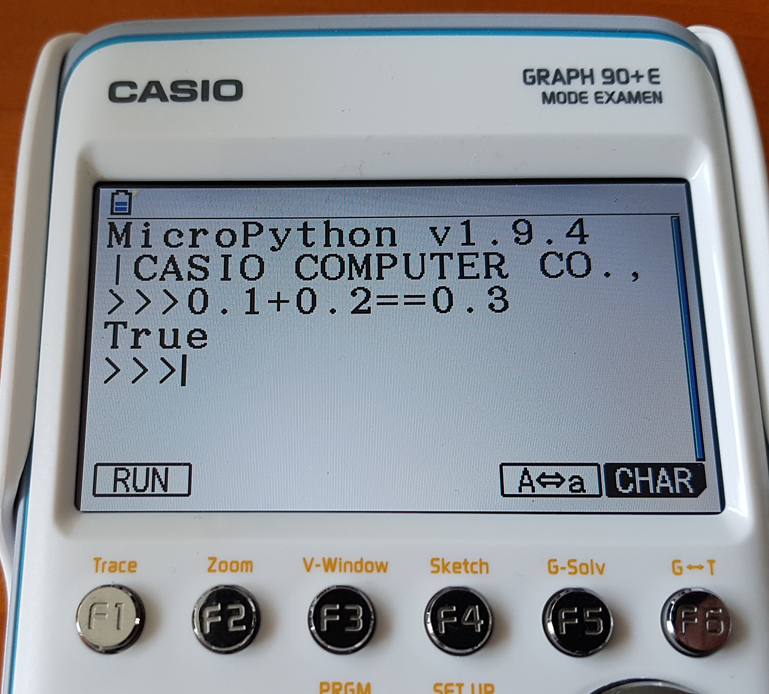 CASIO
GRAPH 90+E
MODE EXAMEN
MicroPython v1.9.4
|CASIO COMPUTER CO.,
>>>0.1+0.2==0.3
True
>>>|
RUN A⇔a CHAR
Trace Zoom V-Window Sketch G-Solv G↔T
F1 F2 F3 F4 F5 F6
PRGM SET UP